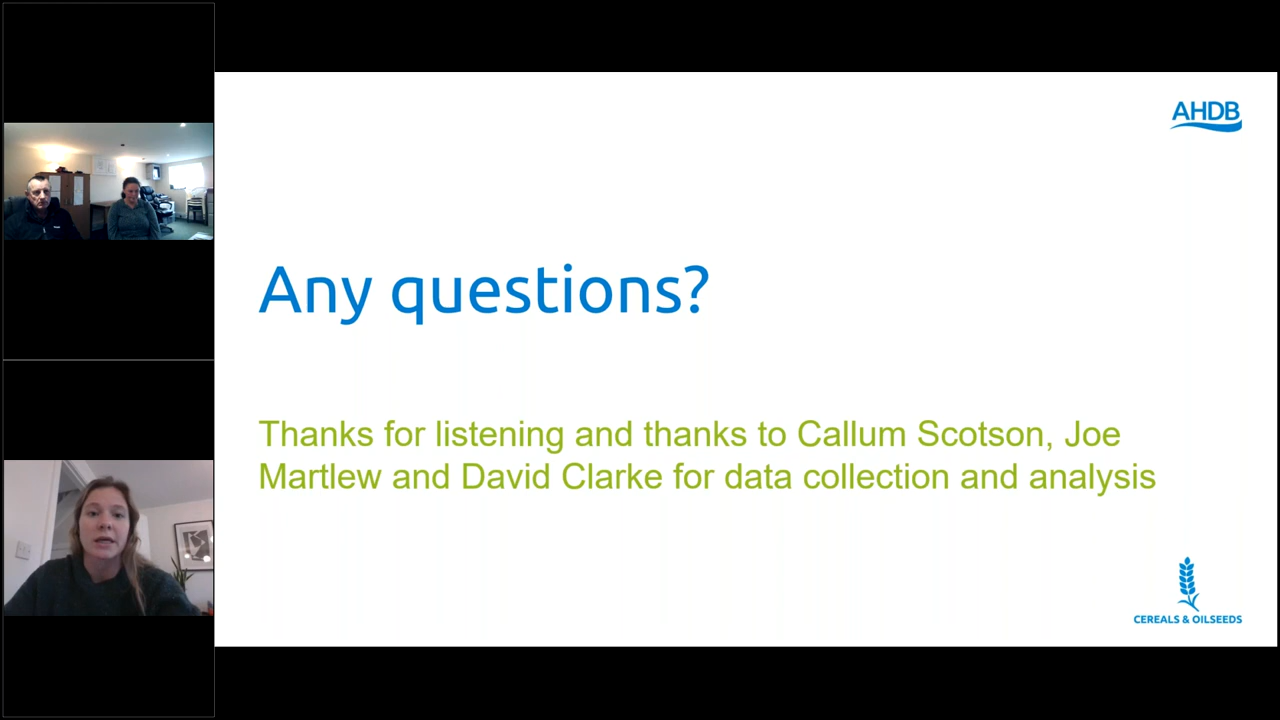 AHDB
Any questions?
Thanks for listening and thanks to Callum Scotson, Joe
Martlew and David Clarke for data collection and analysis
CEREALS & OILSEEDS